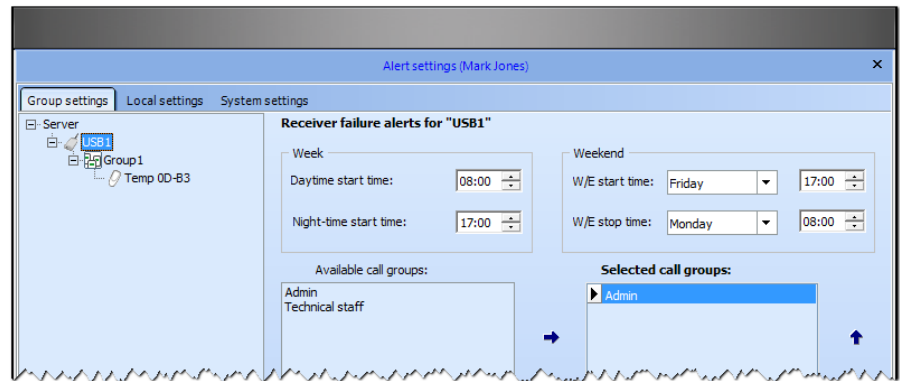 Alert settings (Mark Jones)
Group settings Local settings System settings
Server
USB1
Group1
Temp 0D-B3
Receiver failure alerts for "USB1"
Week
Daytime start time: 08:00
Night-time start time: 17:00
Weekend
W/E start time: Friday 17:00
W/E stop time: Monday 08:00
Available call groups:
Admin
Technical staff
Selected call groups:
Admin